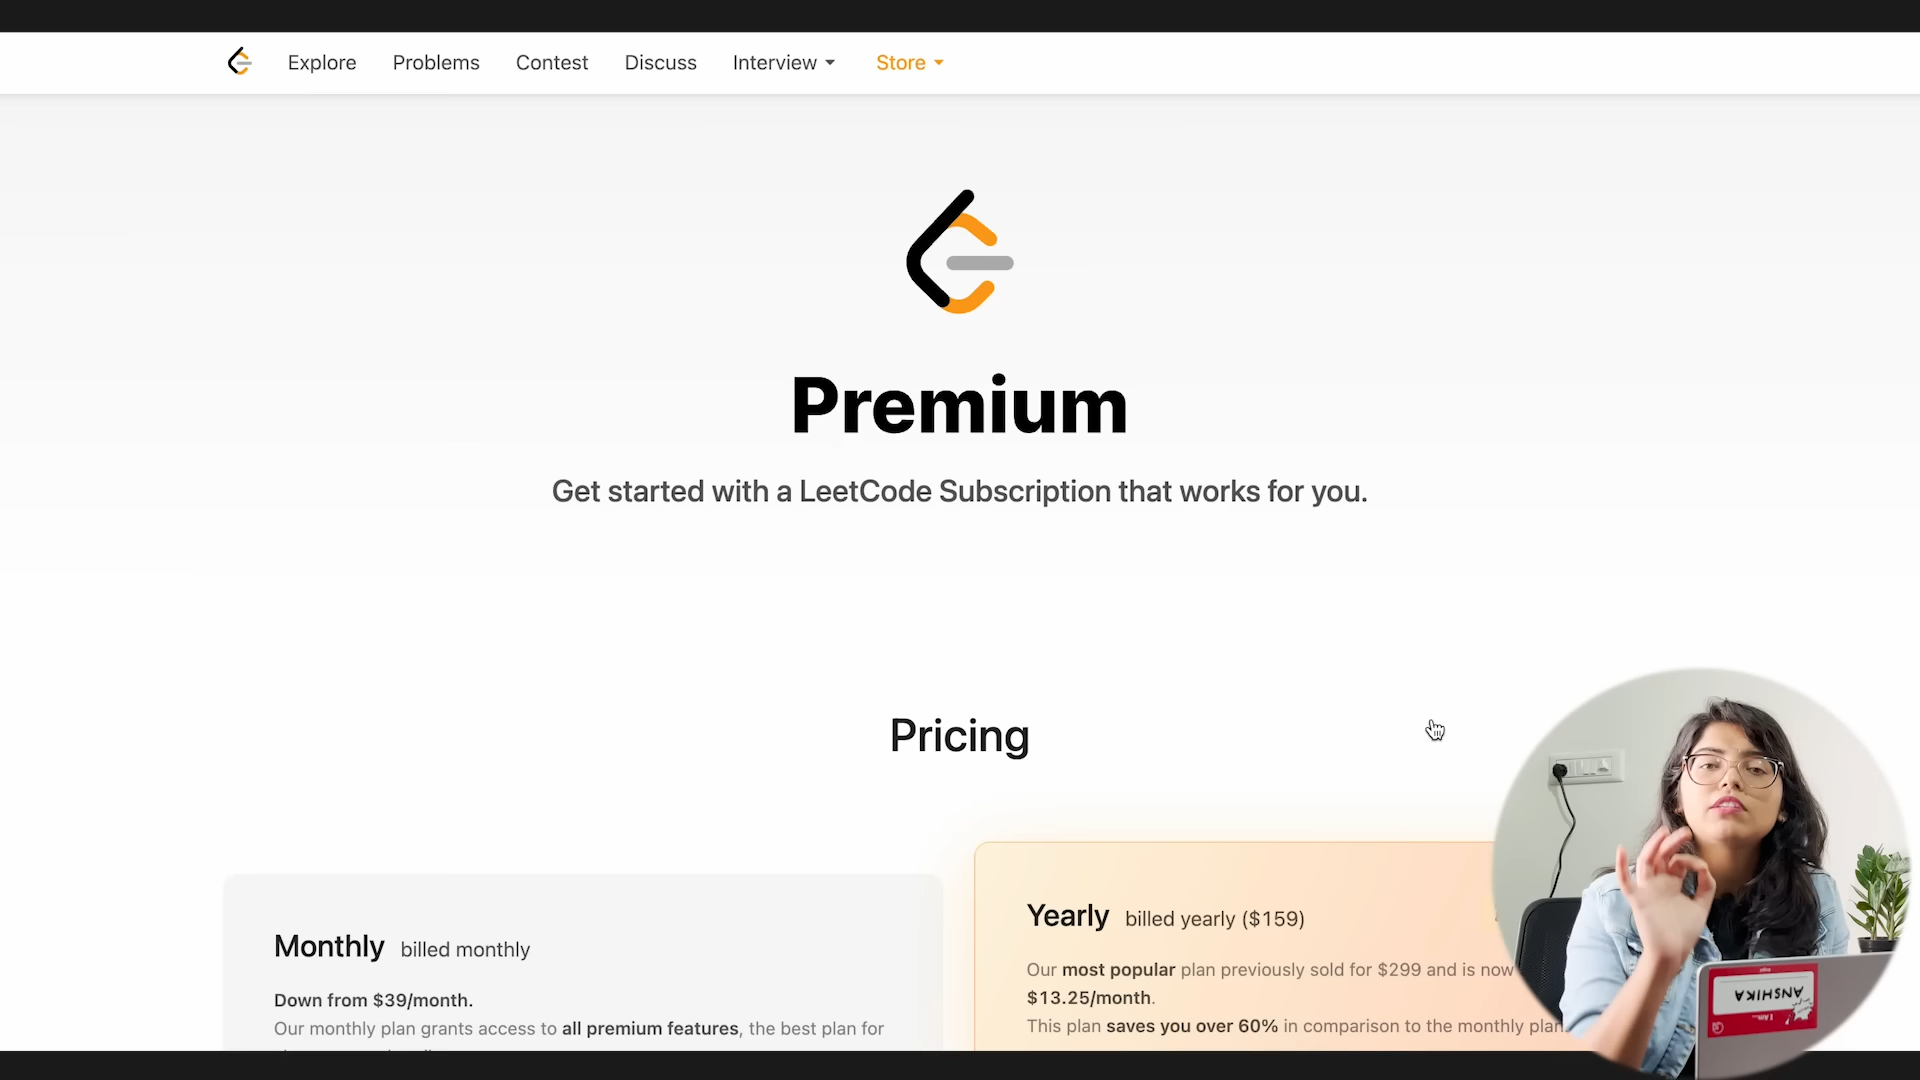 Explore Problems Contest Discuss Interview Store
Premium
Get started with a LeetCode Subscription that works for you.
Pricing
Monthly billed monthly
Down from $39/month.
Our monthly plan grants access to all premium features, the best plan for
Yearly billed yearly ($159)
Our most popular plan previously sold for $299 and is now
$13.25/month.
This plan saves you over 60% in comparison to the monthly plan
ANSHIKA